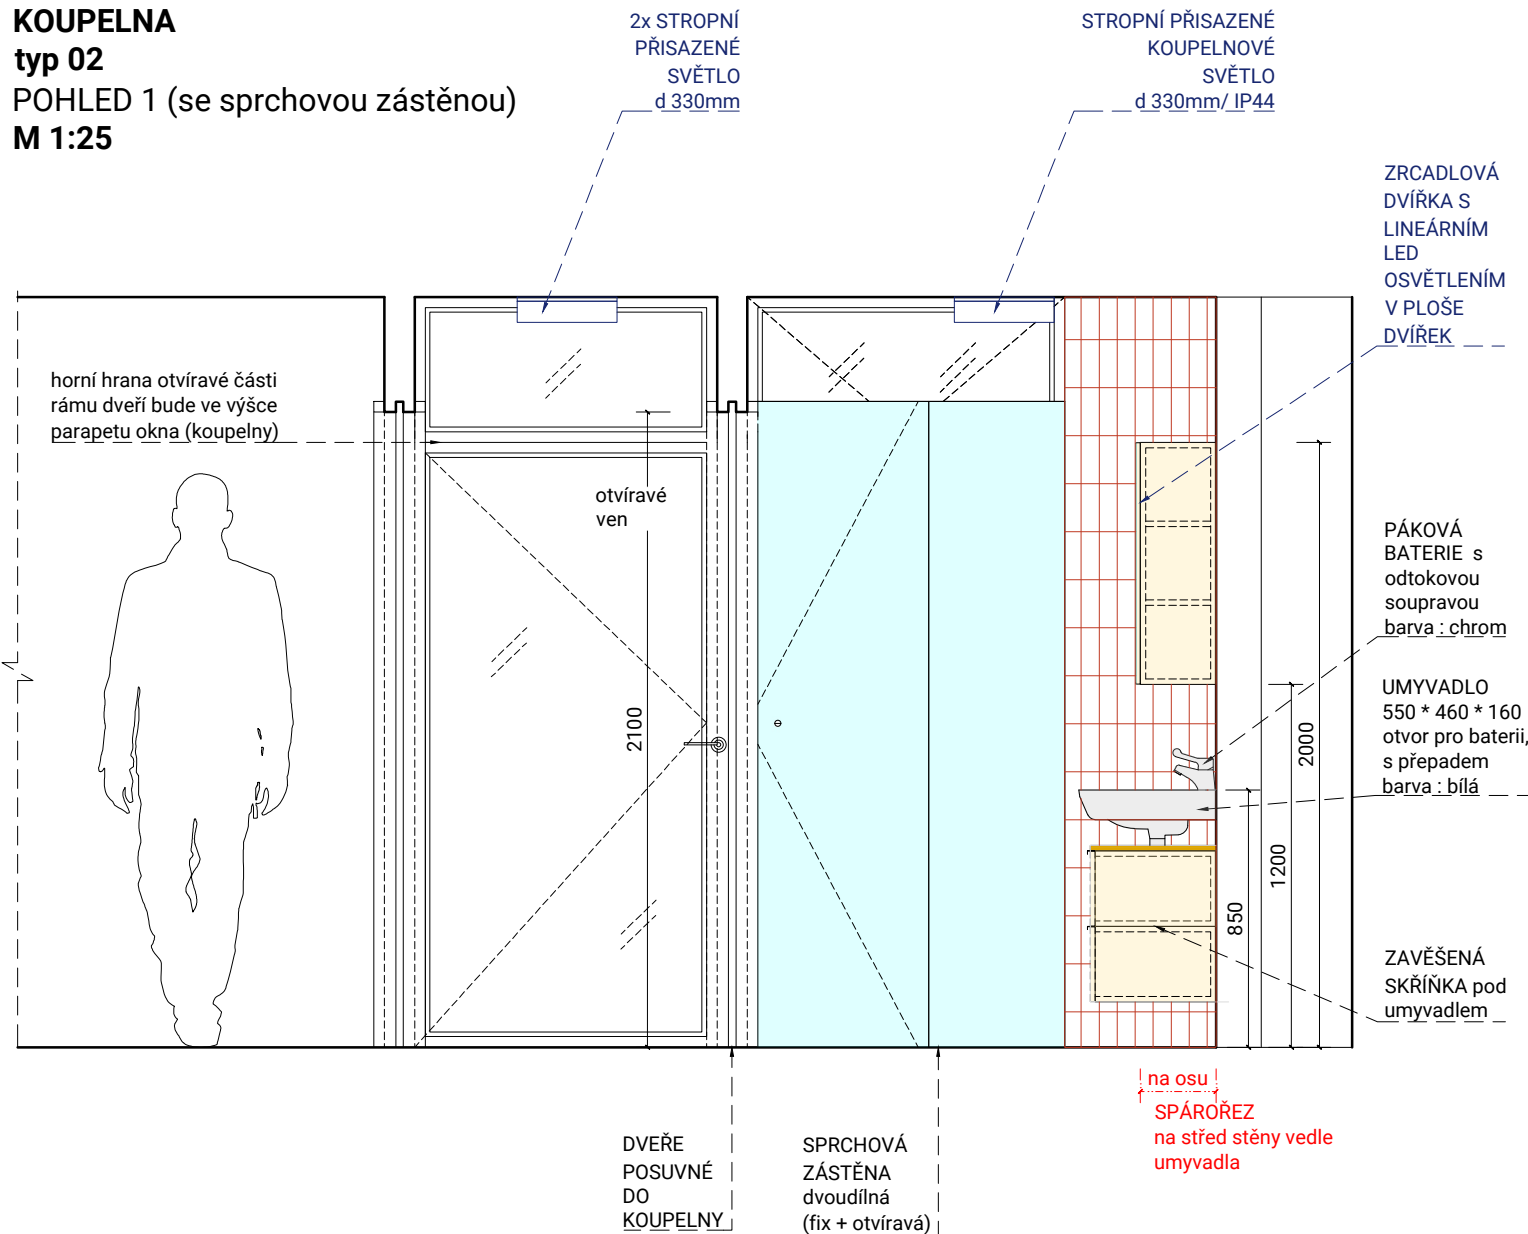 KOUPELNA
typ 02
POHLED 1 (se sprchovou zástěnou)
M 1:25
2x STROPNÍ
PŘISAZENÉ
SVĚTLO
d 330mm
STROPNÍ PŘISAZENÉ
KOUPELNOVÉ
SVĚTLO
d 330mm/ IP44
ZRCADLOVÁ
DVÍŘKA S
LINEÁRNÍM
LED
OSVĚTLENÍM
V PLOŠE
DVÍŘEK
horní hrana otvíravé části
rámu dveří bude ve výšce
parapetu okna (koupelny)
otvíravé
ven
2100
PÁKOVÁ
BATERIE s
odtokovou
soupravou
barva : chrom
UMYVADLO
550 * 460 * 160
otvor pro baterii,
s přepadem
barva : bílá
2000
1200
850
ZAVĚŠENÁ
SKŘÍŇKA pod
umyvadlem
na osu
SPÁROŘEZ
na střed stěny vedle
umyvadla
DVEŘE
POSUVNÉ
DO
KOUPELNY
SPRCHOVÁ
ZÁSTĚNA
dvoudílná
(fix + otvíravá)